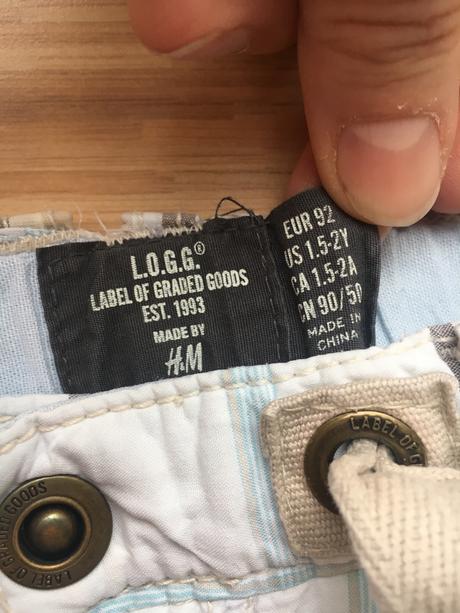 L.O.G.G.®
LABEL OF GRADED GOODS
EST. 1993
MADE BY
H&M
EUR 92
US 1.5-2Y
CA 1.5-2A
CN 90/50
MADE IN
CHINA
LABEL OF G
LABEL OF GRADED GOODS